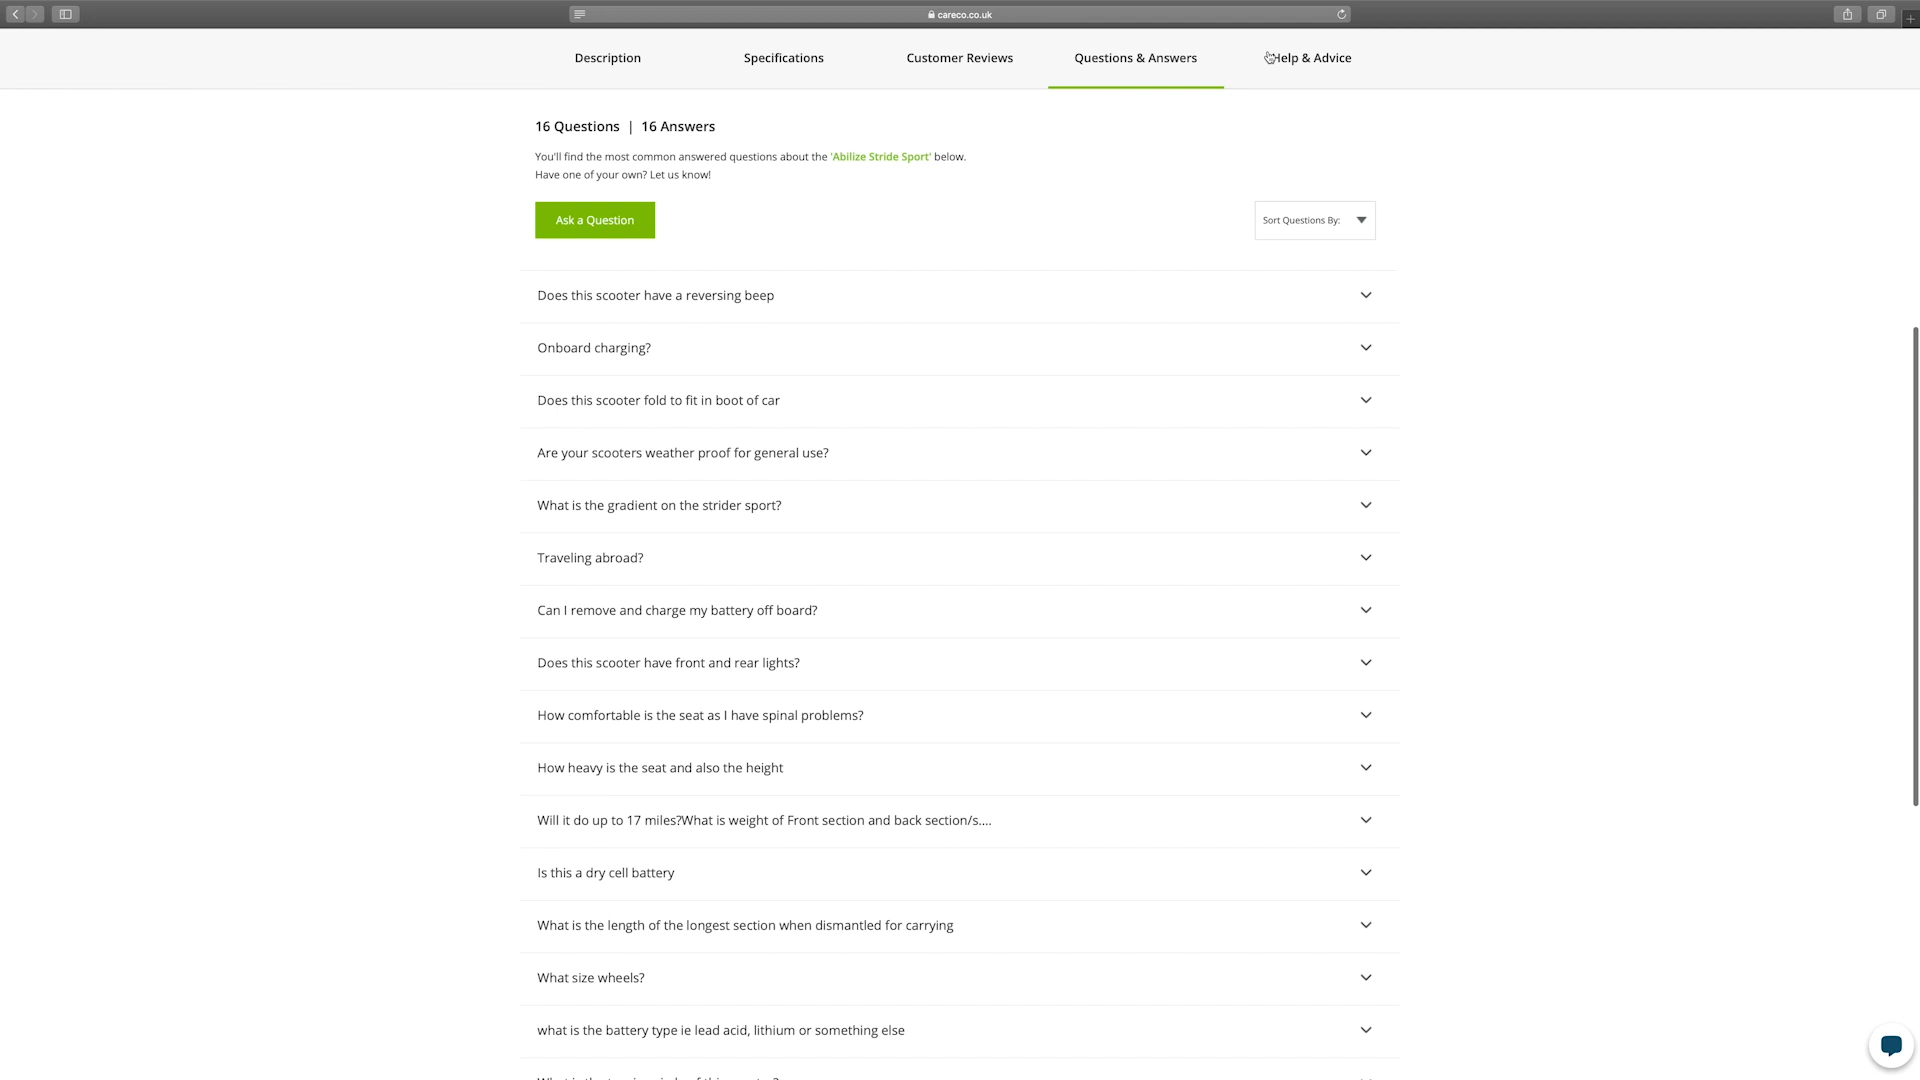 careco.co.uk
Description
Specifications
Customer Reviews
Questions & Answers
Help & Advice
16 Questions | 16 Answers
You'll find the most common answered questions about the 'Abilize Stride Sport' below.
Have one of your own? Let us know!
Ask a Question
Sort Questions By:
Does this scooter have a reversing beep
Onboard charging?
Does this scooter fold to fit in boot of car
Are your scooters weather proof for general use?
What is the gradient on the strider sport?
Traveling abroad?
Can I remove and charge my battery off board?
Does this scooter have front and rear lights?
How comfortable is the seat as I have spinal problems?
How heavy is the seat and also the height
Will it do up to 17 miles?What is weight of Front section and back section/s....
Is this a dry cell battery
What is the length of the longest section when dismantled for carrying
What size wheels?
what is the battery type ie lead acid, lithium or something else